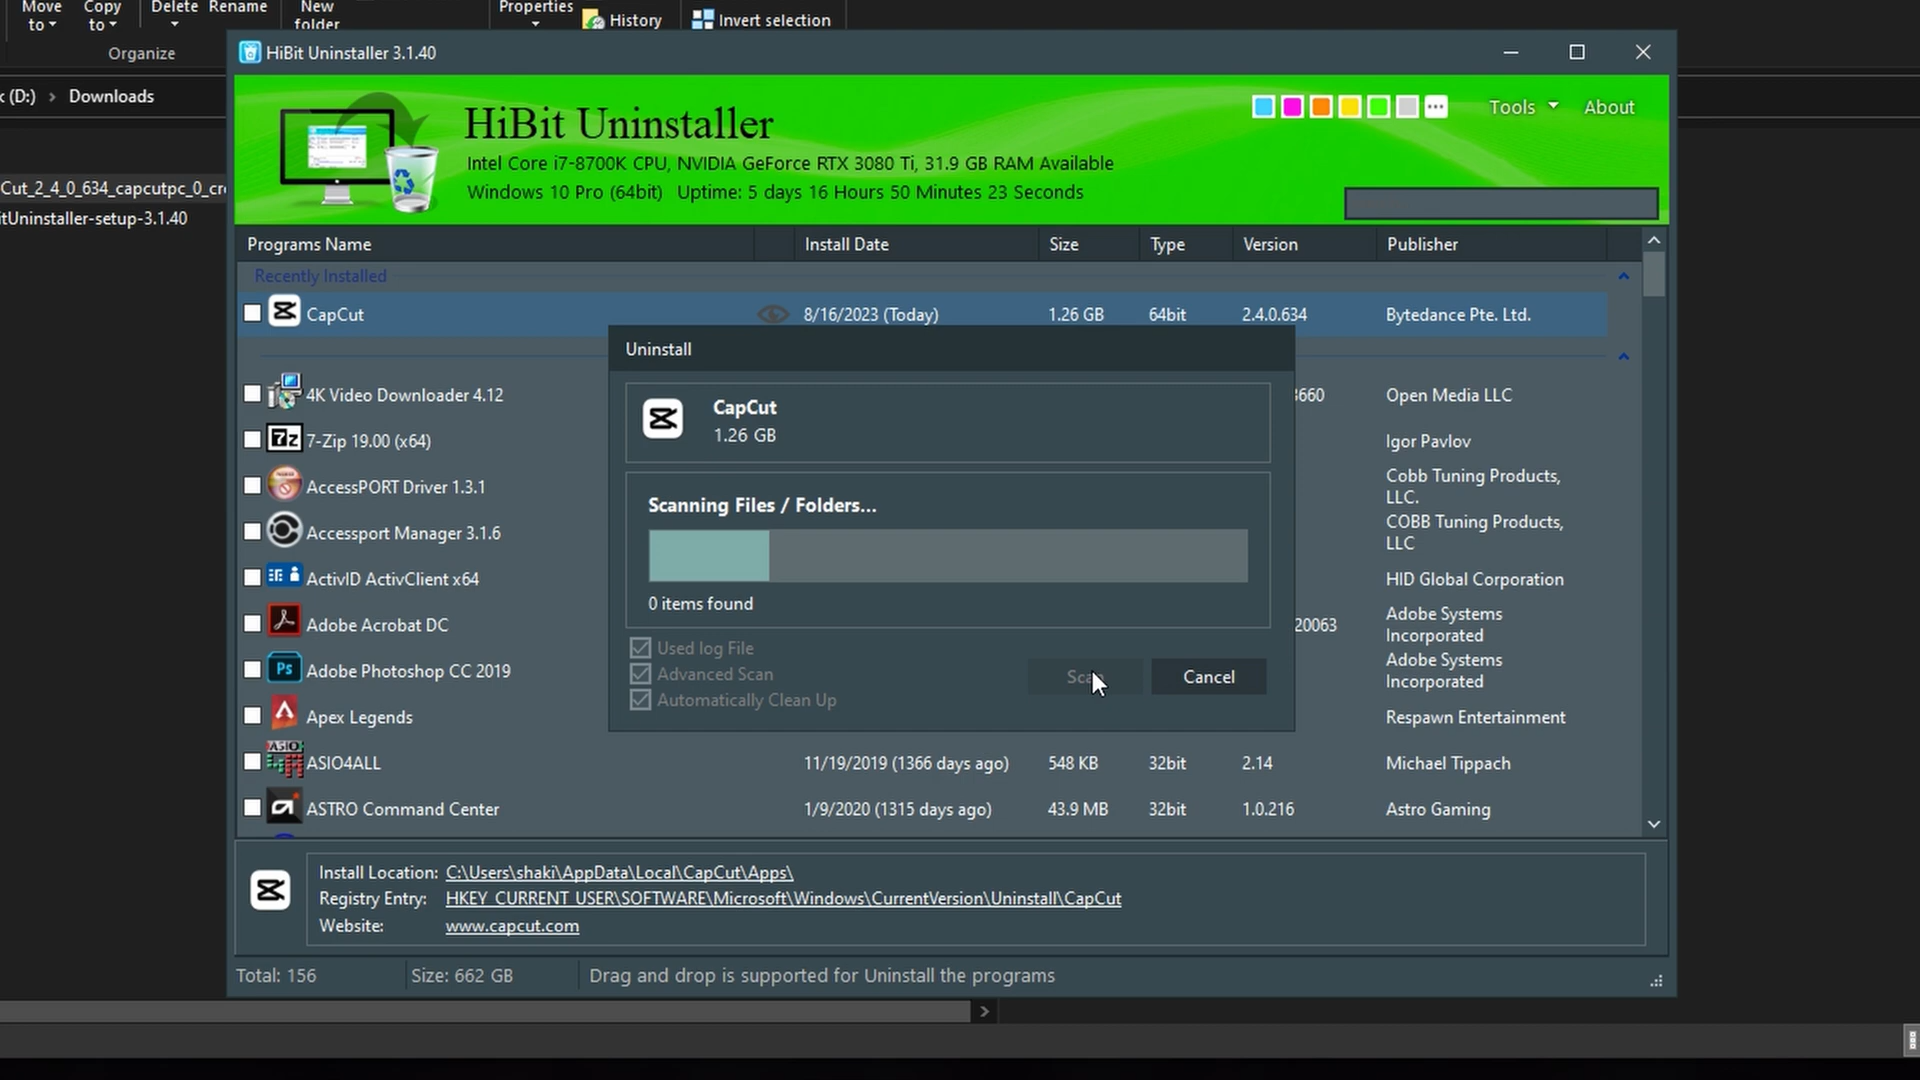 Move
to
Copy
to
Delete
Rename
New
folder
Properties
History
Invert selection
Organize
(D:) > Downloads
Cut_2_4_0_634_capcutpc_0_cre
itUninstaller-setup-3.1.40
HiBit Uninstaller 3.1.40
HiBit Uninstaller
Intel Core i7-8700K CPU, NVIDIA GeForce RTX 3080 Ti, 31.9 GB RAM Available
Windows 10 Pro (64bit) Uptime: 5 days 16 Hours 50 Minutes 23 Seconds
Tools About
Programs Name Install Date Size Type Version Publisher
Recently Installed
CapCut 8/16/2023 (Today) 1.26 GB 64bit 2.4.0.634 Bytedance Pte. Ltd.
4K Video Downloader 4.12 3660 Open Media LLC
7-Zip 19.00 (x64) Igor Pavlov
AccessPORT Driver 1.3.1 Cobb Tuning Products,
LLC.
Accessport Manager 3.1.6 COBB Tuning Products,
LLC
ActivID ActivClient x64 HID Global Corporation
Adobe Acrobat DC 20063 Adobe Systems
Incorporated
Adobe Photoshop CC 2019 Adobe Systems
Incorporated
Apex Legends Respawn Entertainment
ASIO4ALL 11/19/2019 (1366 days ago) 548 KB 32bit 2.14 Michael Tippach
ASTRO Command Center 1/9/2020 (1315 days ago) 43.9 MB 32bit 1.0.216 Astro Gaming
Uninstall
CapCut
1.26 GB
Scanning Files / Folders...
0 items found
Used log File
Advanced Scan
Automatically Clean Up
Scan
Cancel
Install Location: C:\Users\shaki\AppData\Local\CapCut\Apps\
Registry Entry: HKEY_CURRENT_USER\SOFTWARE\Microsoft\Windows\CurrentVersion\Uninstall\CapCut
Website: www.capcut.com
Total: 156 Size: 662 GB Drag and drop is supported for Uninstall the programs